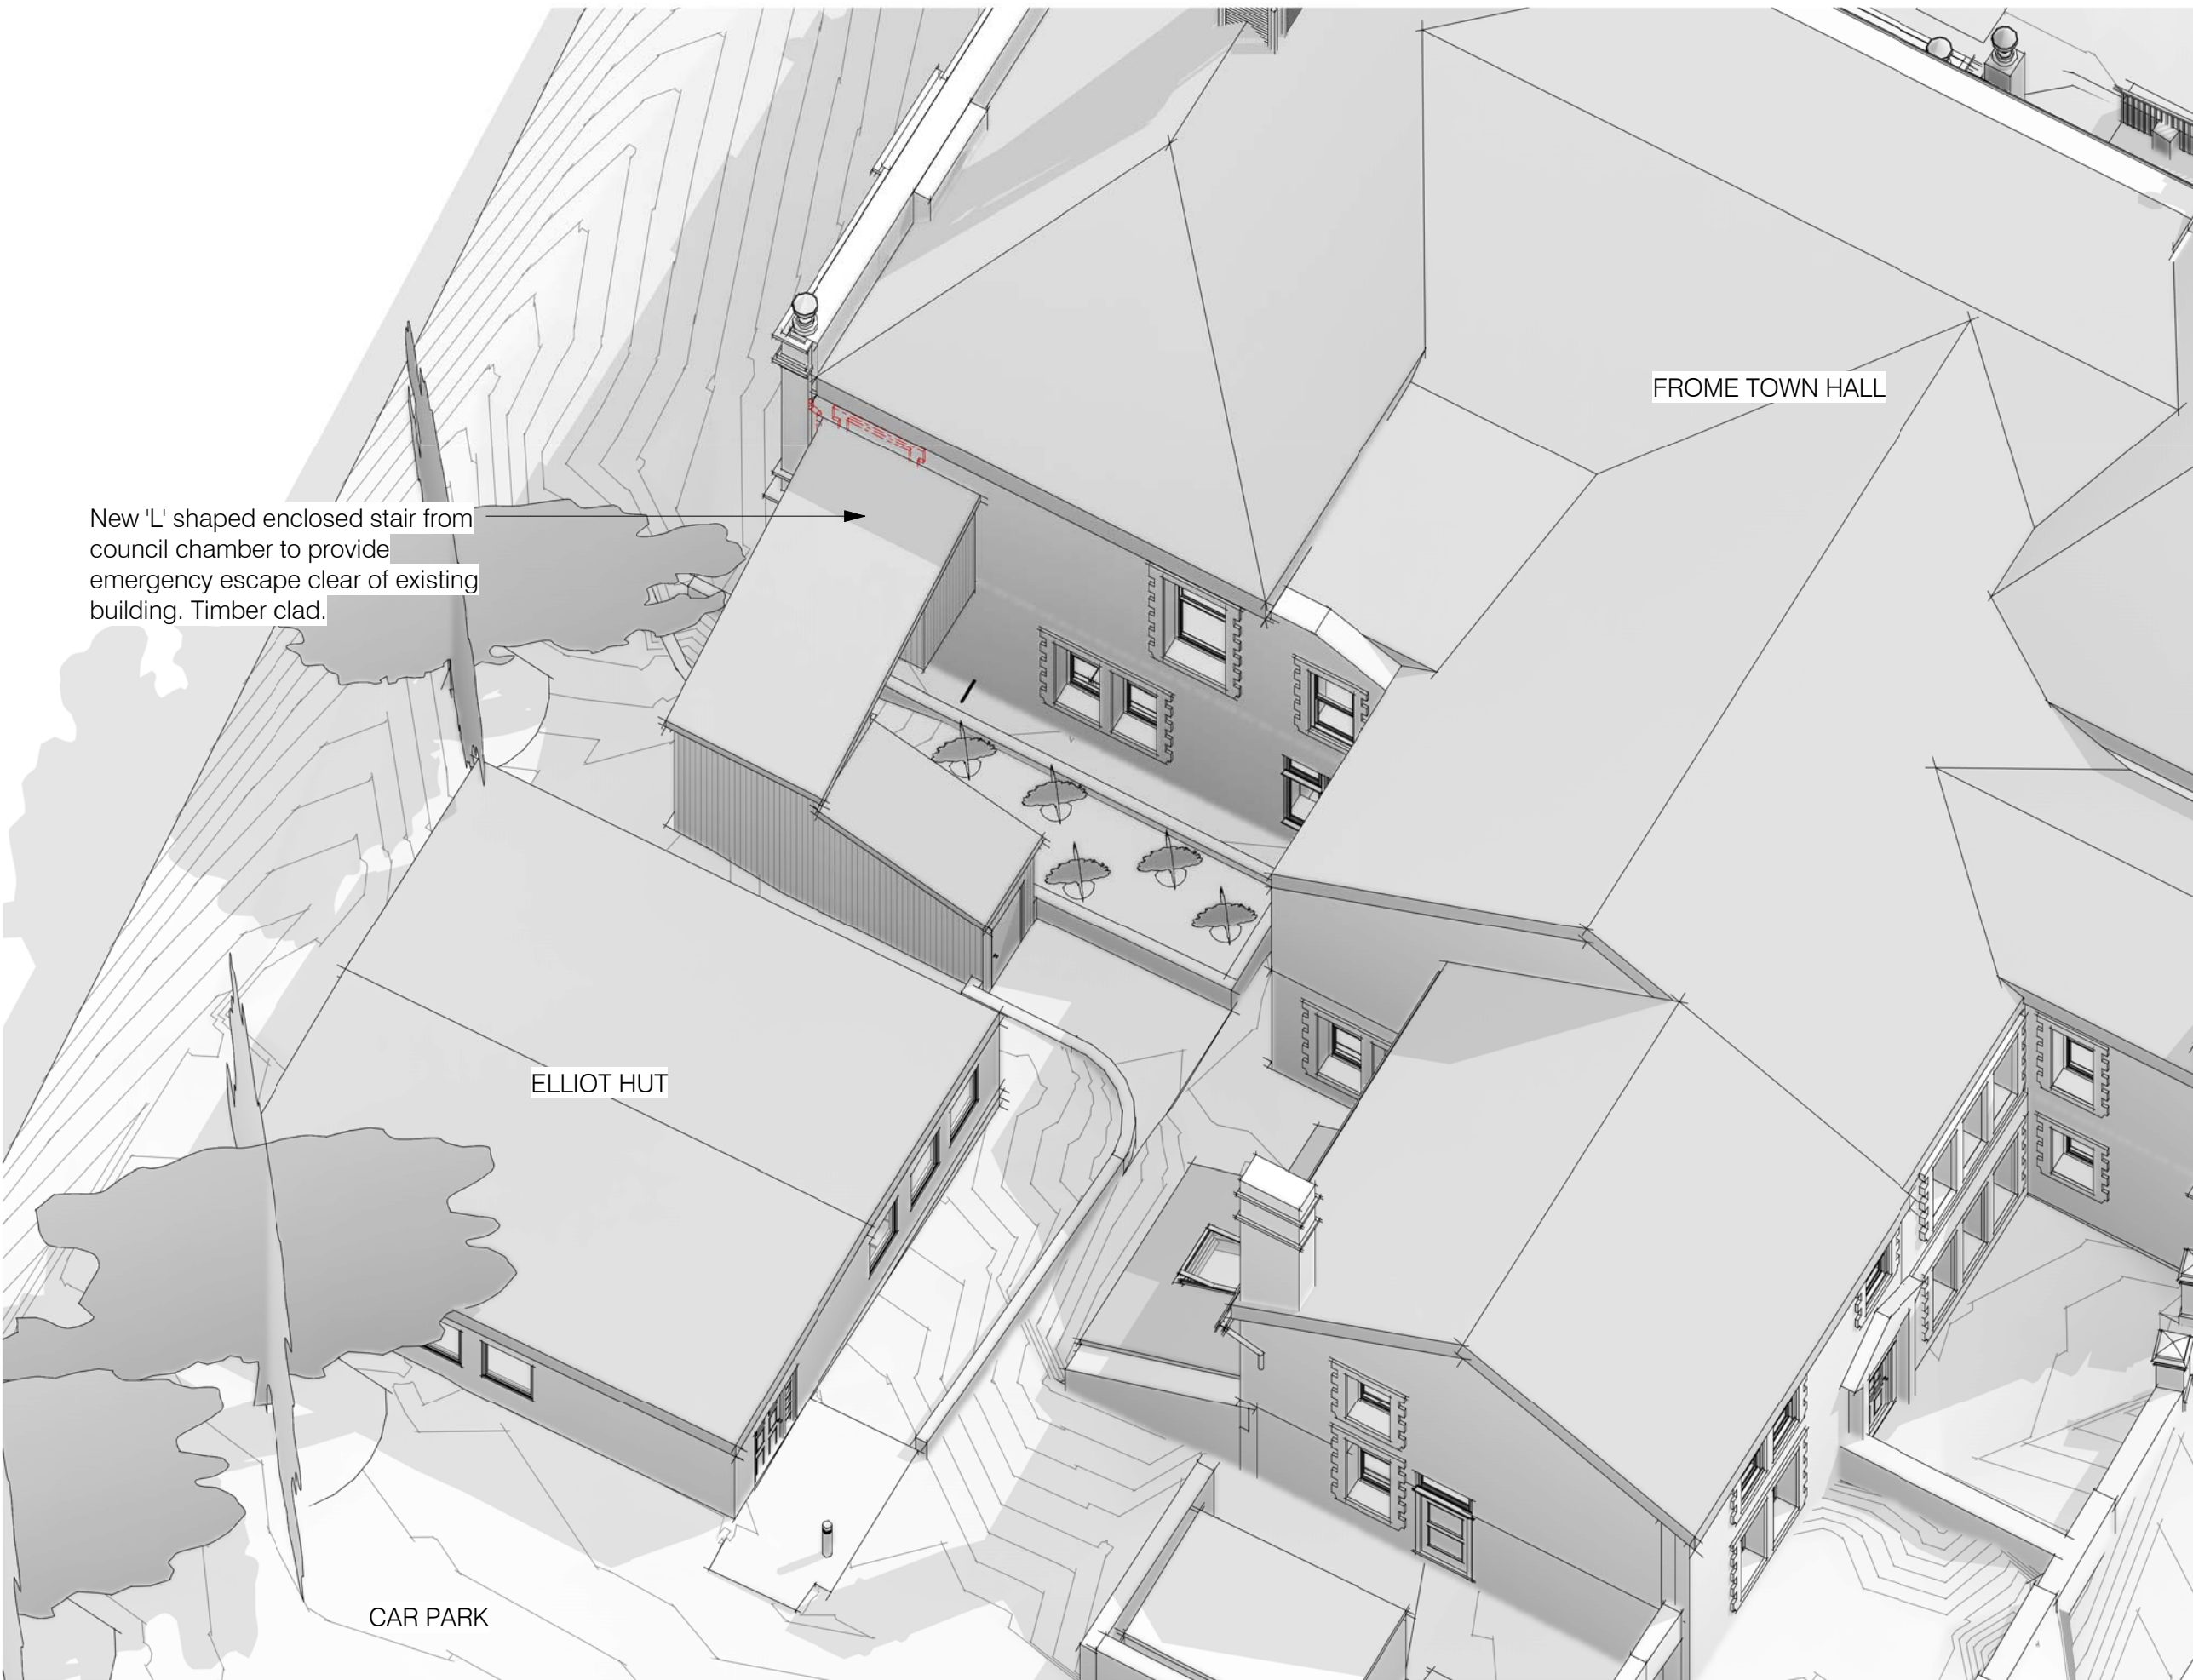 FROME TOWN HALL
New 'L' shaped enclosed stair from
council chamber to provide
emergency escape clear of existing
building. Timber clad.
ELLIOT HUT
CAR PARK